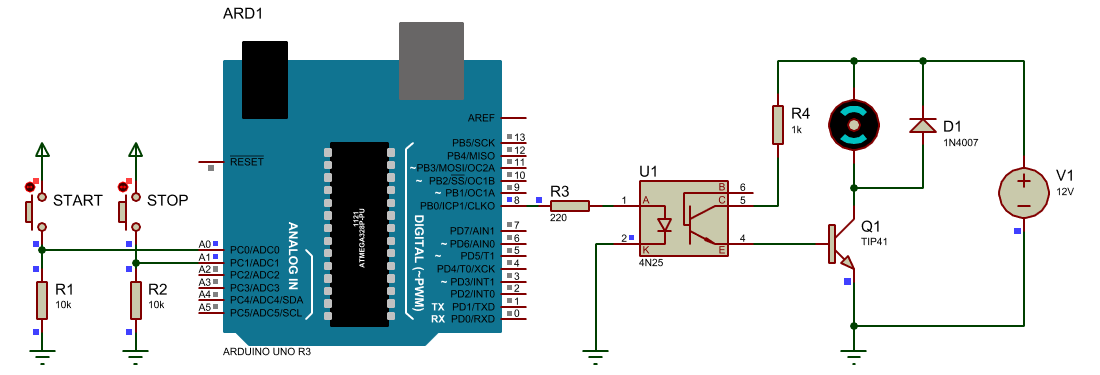 ARD1
ARDUINO UNO R3
RESET
AREF
PB5/SCK 13
PB4/MISO 12
~PB3/MOSI/OC2A 11
~ PB2/SS/OC1B 10
~ PB1/OC1A 9
PB0/ICP1/CLKO 8
PD7/AIN1 7
~ PD6/AIN0 6
~ PD5/T1 5
PD4/T0/XCK 4
~ PD3/INT1 3
PD2/INT0 2
TX PD1/TXD 1
RX PD0/RXD 0
DIGITAL (~PWM)
ANALOG IN
1121
ATMEGA328P-PU
A0 PC0/ADC0
A1 PC1/ADC1
A2 PC2/ADC2
A3 PC3/ADC3
A4 PC4/ADC4/SDA
A5 PC5/ADC5/SCL
START
STOP
R1
10k
R2
10k
R3
220
U1
4N25
1 A
2 K
B 6
C 5
E 4
R4
1k
D1
1N4007
Q1
TIP41
V1
12V